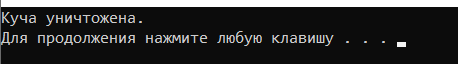 Куча уничтожена.
Для продолжения нажмите любую клавишу . . .